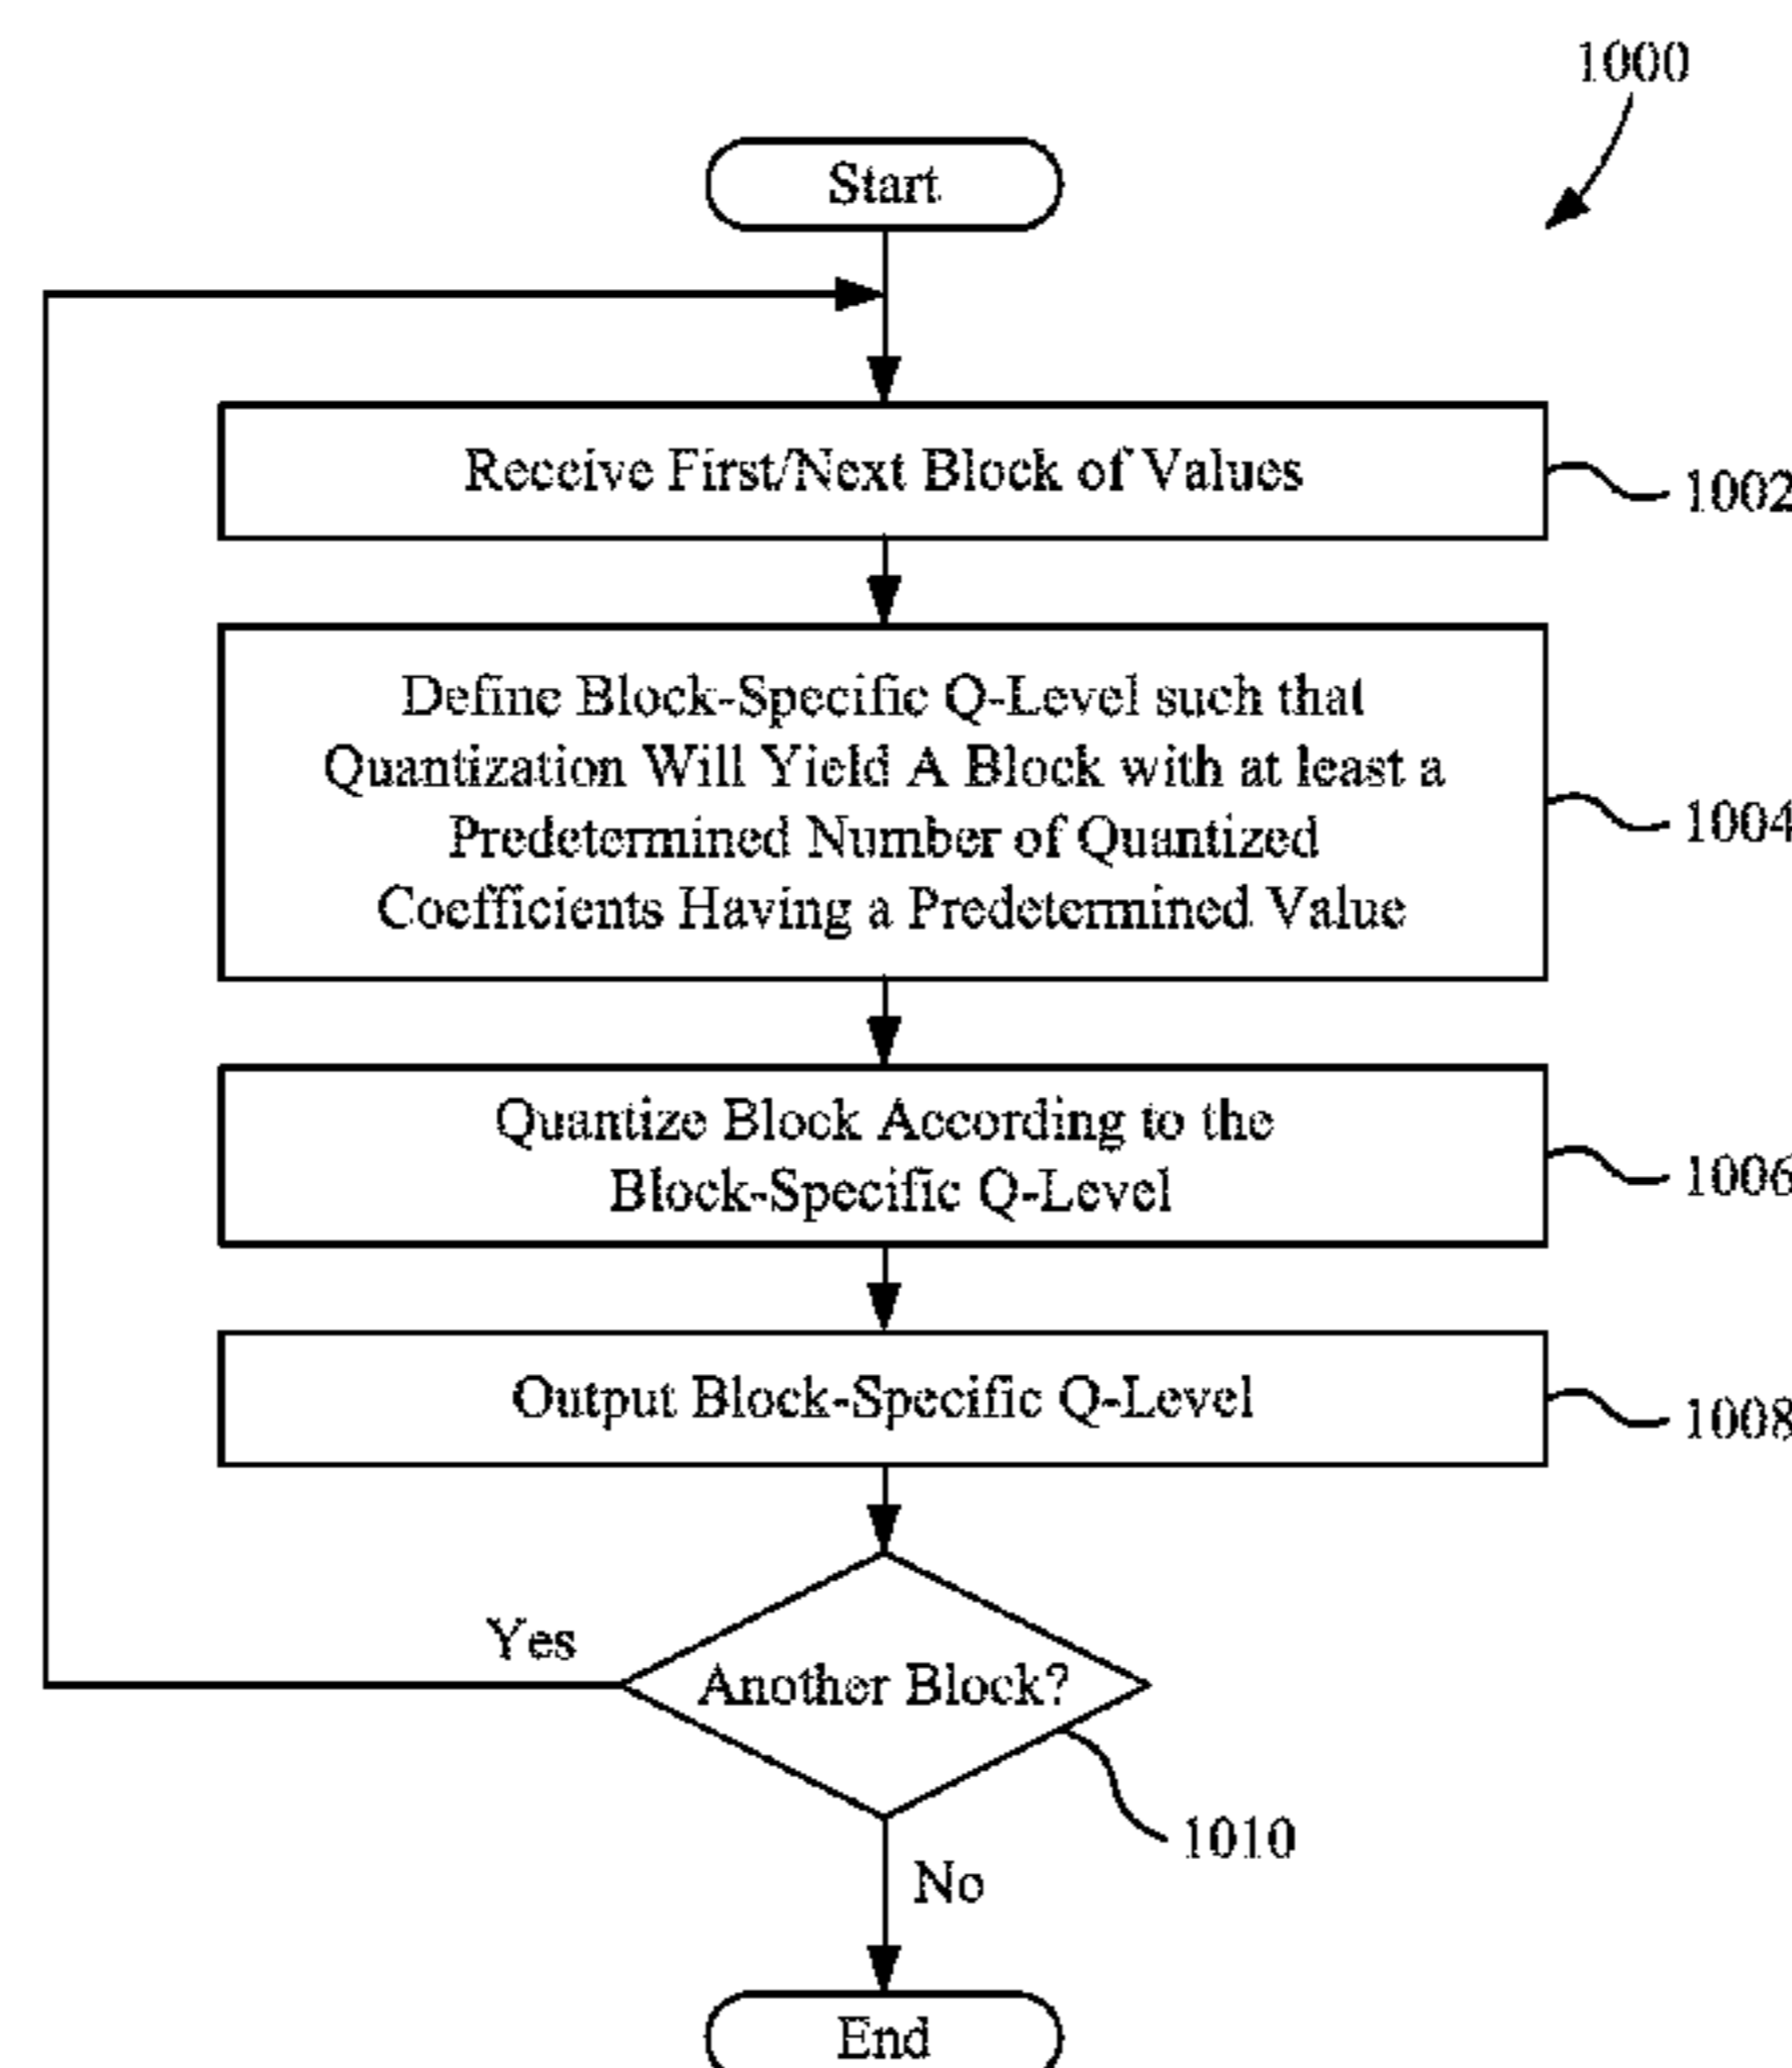 1000
Start
Receive First/Next Block of Values
1002
Define Block-Specific Q-Level such that
Quantization Will Yield A Block with at least a
Predetermined Number of Quantized
Coefficients Having a Predetermined Value
1004
Quantize Block According to the
Block-Specific Q-Level
1006
Output Block-Specific Q-Level
1008
Yes
Another Block?
1010
No
End